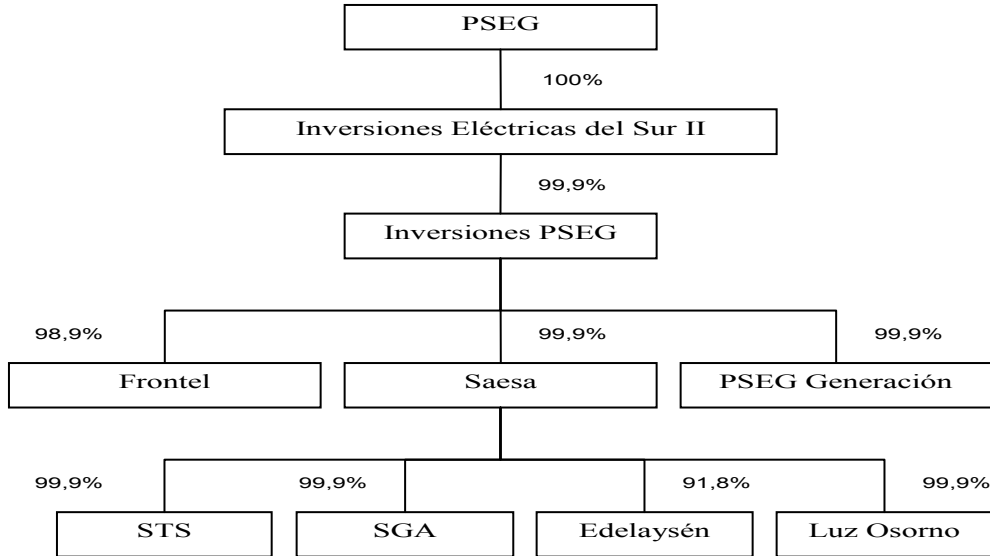 PSEG
100%
Inversiones Eléctricas del Sur II
99,9%
Inversiones PSEG
98,9%
99,9%
99,9%
Frontel
Saesa
PSEG Generación
99,9%
99,9%
91,8%
99,9%
STS
SGA
Edelaysén
Luz Osorno